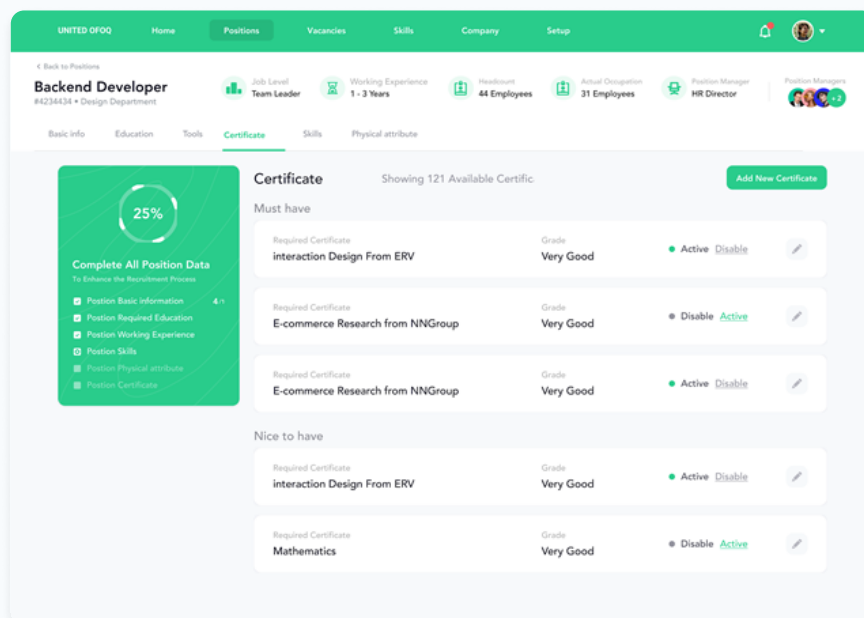 UNITED OFOQ Home Positions Vacancies Skills Company Setup
< Back to Positions
Backend Developer
#4234434 • Design Department
Job Level
Team Leader
Working Experience
1 - 3 Years
Headcount
44 Employees
Actual Occupation
31 Employees
Position Manager
HR Director
Position Managers
+2
Basic info Education Tools Certificate Skills Physical attribute
25%
Complete All Position Data
To Enhance the Recruitment Process
Postion Basic information 4/1
Postion Required Education
Postion Working Experience
Postion Skills
Postion Physical attribute
Postion Certificate
Certificate Showing 121 Available Certific Add New Certificate
Must have
Required Certificate Grade
interaction Design From ERV Very Good Active Disable
Required Certificate Grade
E-commerce Research from NNGroup Very Good Disable Active
Required Certificate Grade
E-commerce Research from NNGroup Very Good Active Disable
Nice to have
Required Certificate Grade
interaction Design From ERV Very Good Active Disable
Required Certificate Grade
Mathematics Very Good Disable Active